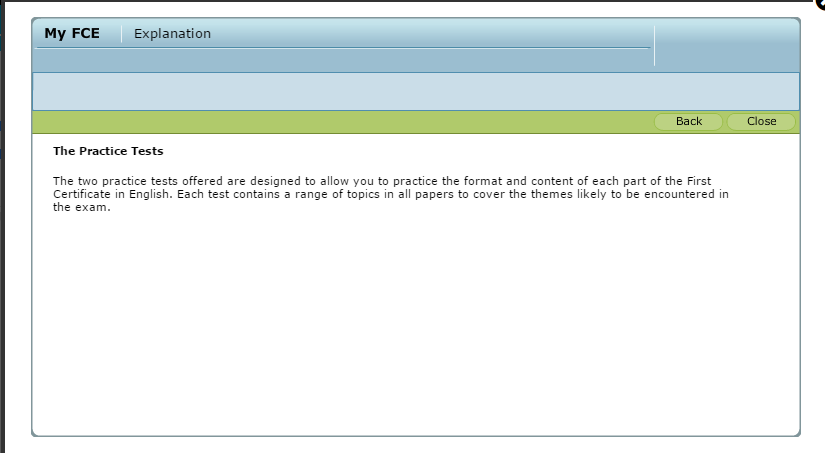 My FCE
Explanation
Back
Close
The Practice Tests
The two practice tests offered are designed to allow you to practice the format and content of each part of the First
Certificate in English. Each test contains a range of topics in all papers to cover the themes likely to be encountered in
the exam.